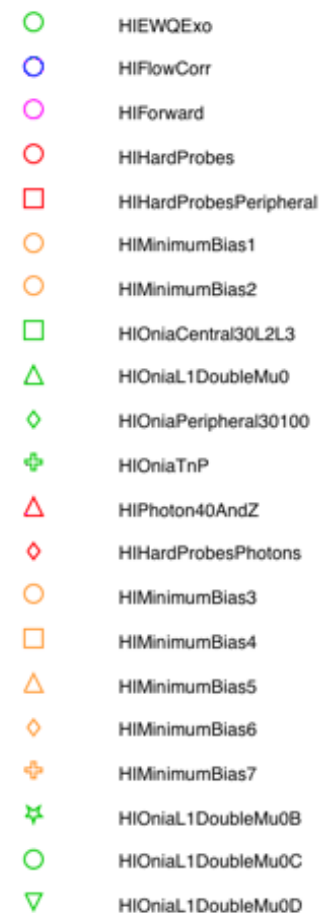 HIEWQExo
HIFlowCorr
HIForward
HIHardProbes
HIHardProbesPeripheral
HIMinimumBias1
HIMinimumBias2
HIOniaCentral30L2L3
HIOniaL1DoubleMu0
HIOniaPeripheral30100
HIOniaTnP
HIPhoton40AndZ
HIHardProbesPhotons
HIMinimumBias3
HIMinimumBias4
HIMinimumBias5
HIMinimumBias6
HIMinimumBias7
HIOniaL1DoubleMu0B
HIOniaL1DoubleMu0C
HIOniaL1DoubleMu0D